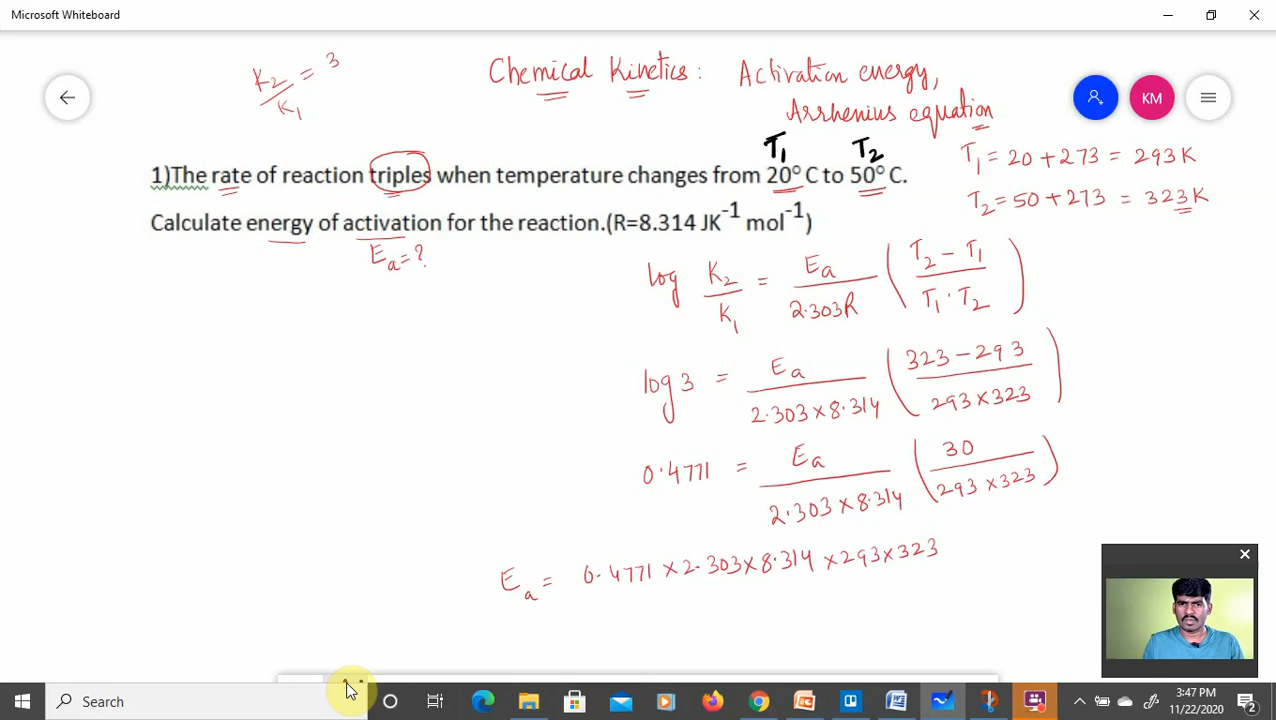 Microsoft Whiteboard
K2/K1 = 3
Chemical Kinetics: Activation energy,
Arrhenius equation
KM
T1 T2
1)The rate of reaction triples when temperature changes from 20° C to 50° C.
T1 = 20+273 = 293K
T2 = 50+273 = 323K
Calculate energy of activation for the reaction.(R=8.314 JK-1 mol-1)
Ea = ?
log K2/K1 = Ea/2.303R (T2 - T1/T1 · T2)
log 3 = Ea/2.303×8.314 (323-293/293×323)
0.4771 = Ea/2.303×8.314 (30/293×323)
Ea = 0.4771×2.303×8.314×293×323
Search
3:47 PM
11/22/2020
2